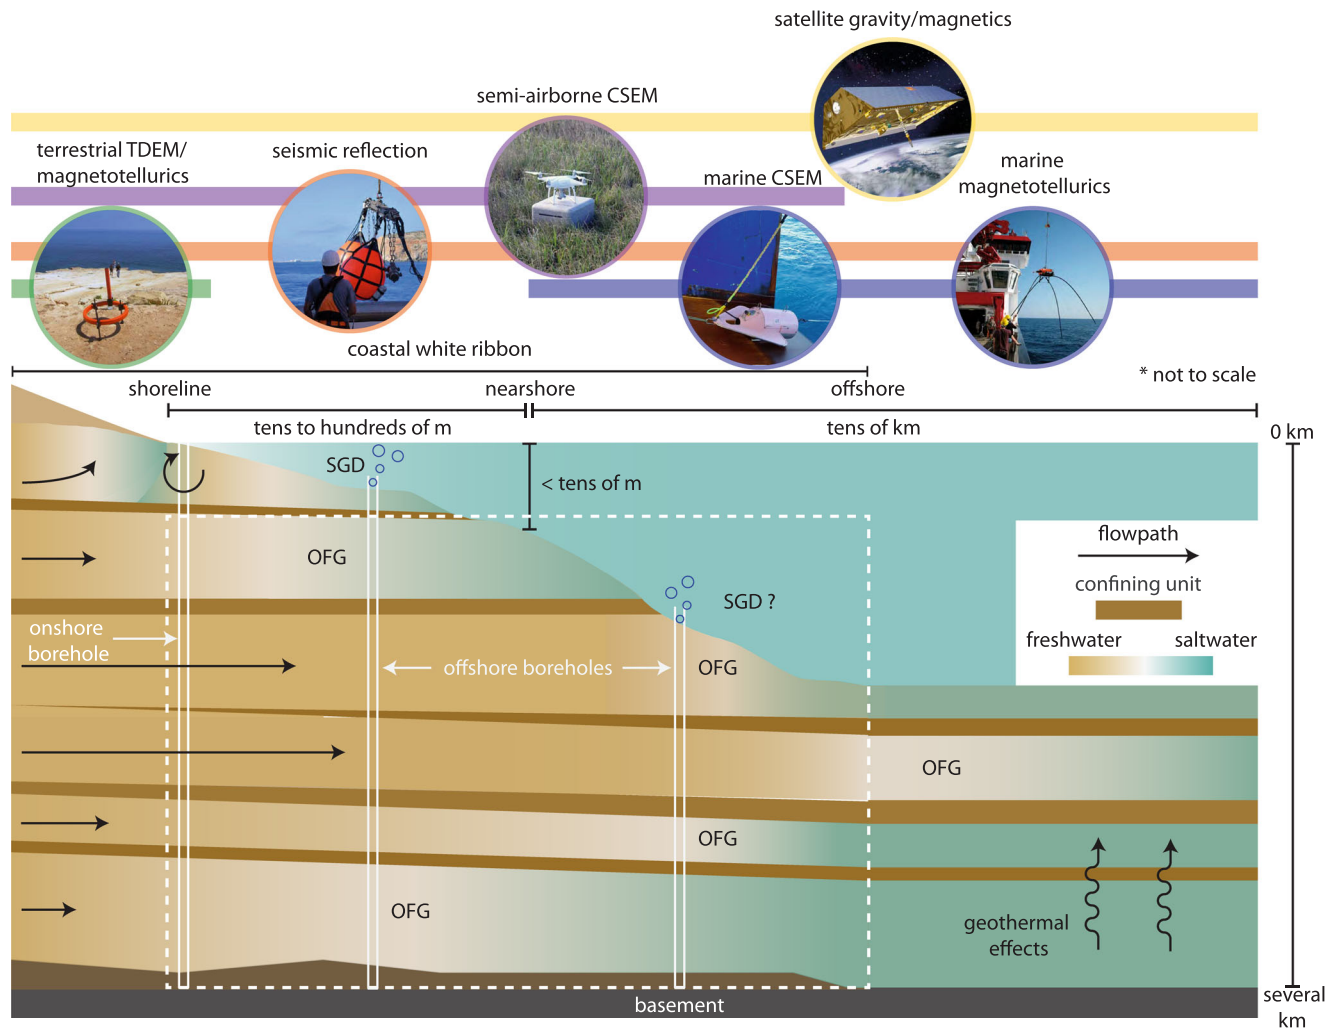 satellite gravity/magnetics
semi-airborne CSEM
terrestrial TDEM/
magnetotellurics
seismic reflection
marine CSEM
marine
magnetotellurics
coastal white ribbon
* not to scale
shoreline
nearshore
offshore
tens to hundreds of m
tens of km
0 km
SGD
< tens of m
flowpath
confining unit
freshwater
saltwater
OFG
SGD ?
onshore
borehole
offshore boreholes
OFG
OFG
OFG
OFG
geothermal
effects
basement
several
km